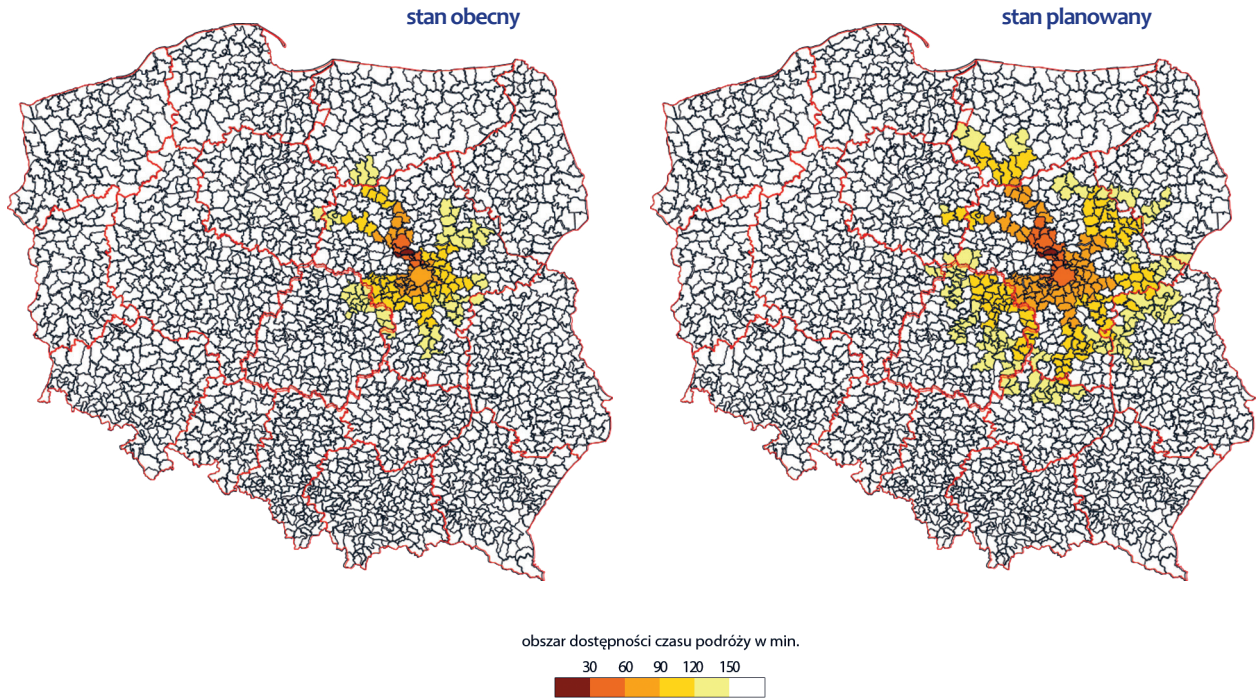 stan obecny
stan planowany
obszar dostępności czasu podróży w min.
30 60 90 120 150